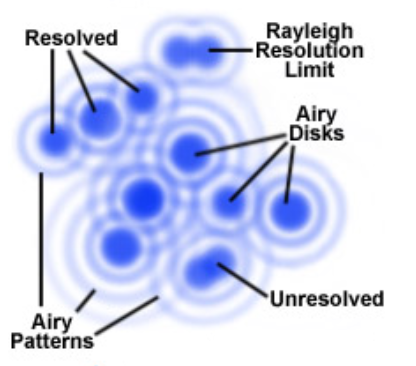 Resolved
Rayleigh
Resolution
Limit
Airy
Disks
Unresolved
Airy
Patterns